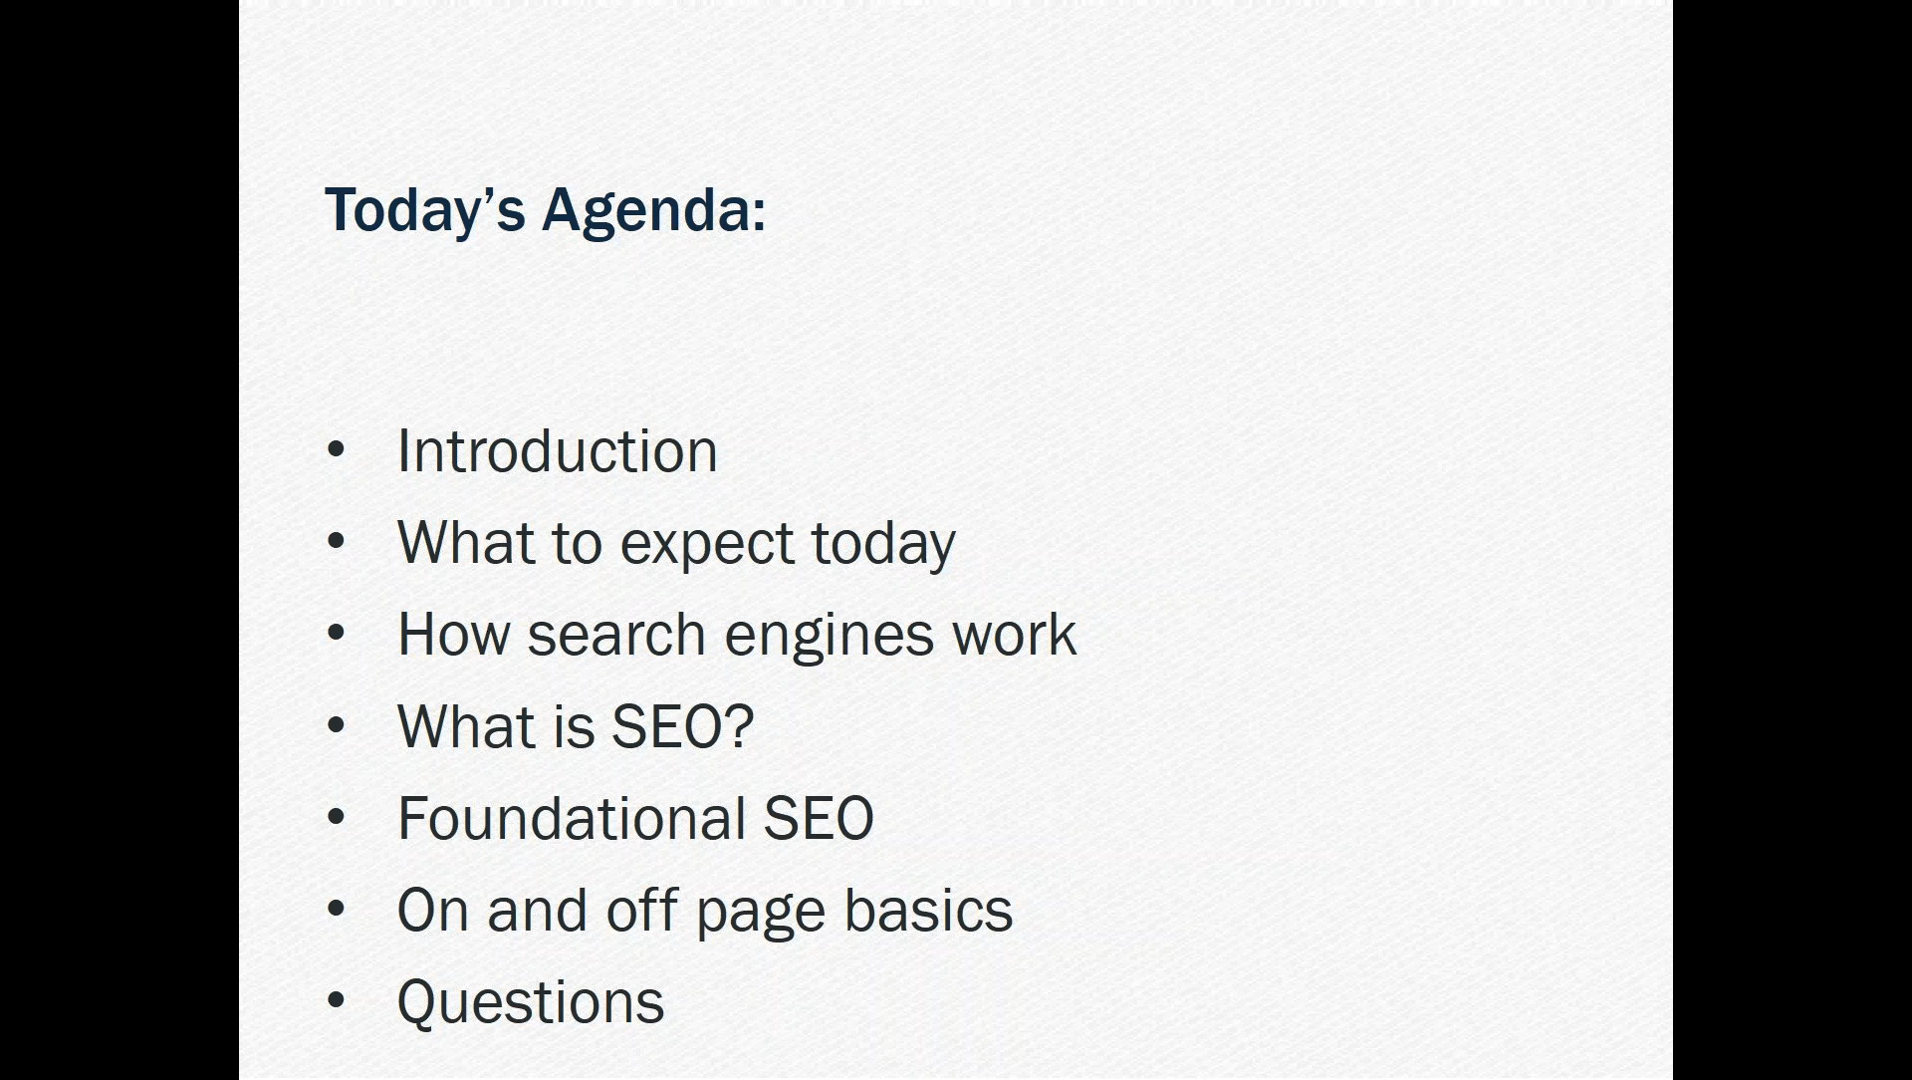 Today’s Agenda:
• Introduction
• What to expect today
• How search engines work
• What is SEO?
• Foundational SEO
• On and off page basics
• Questions